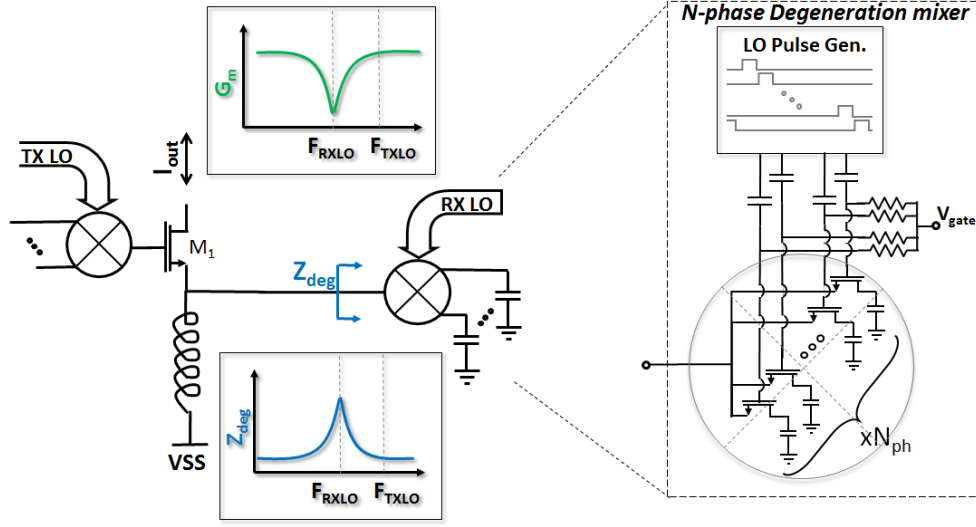 N-phase Degeneration mixer
LO Pulse Gen.
Gm
FRXLO
FTXLO
TX LO
Iout
M1
RX LO
Zdeg
VSS
Zdeg
FRXLO
FTXLO
Vgate
xNph